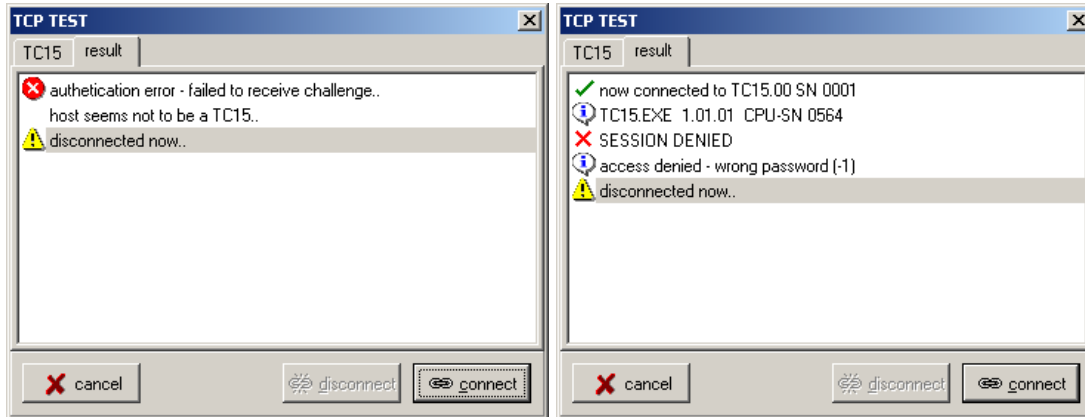 TCP TEST
TC15 result
authetication error - failed to receive challenge..
host seems not to be a TC15..
disconnected now..
cancel disconnect connect
TCP TEST
TC15 result
now connected to TC15.00 SN 0001
TC15.EXE 1.01.01 CPU-SN 0564
SESSION DENIED
access denied - wrong password (-1)
disconnected now..
cancel disconnect connect